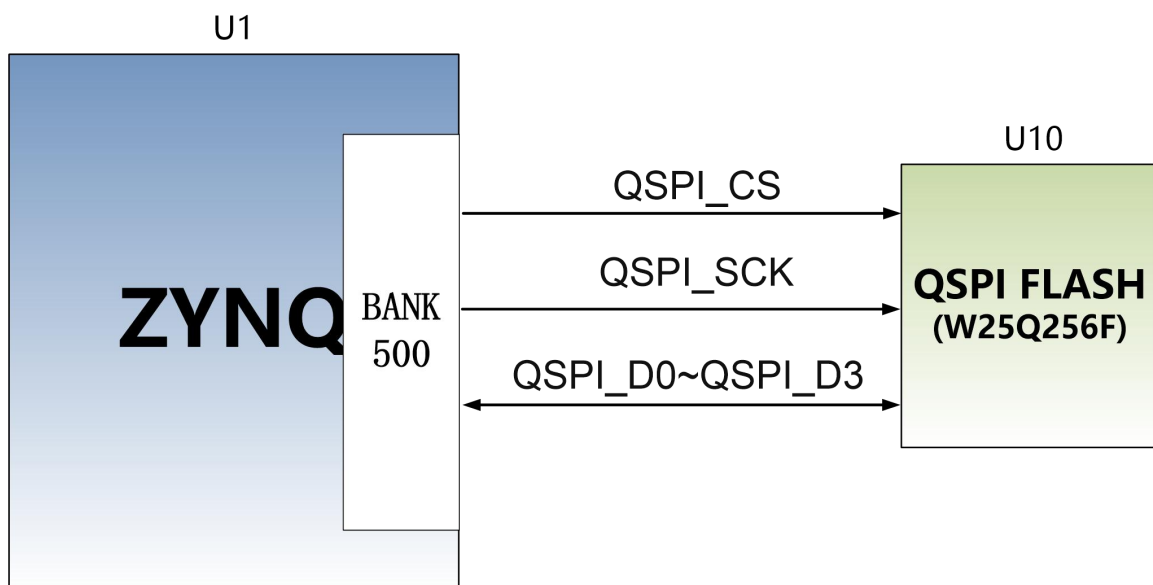 U1
U10
QSPI_CS
QSPI_SCK
ZYNQ
BANK
500
QSPI FLASH
(W25Q256F)
QSPI_D0~QSPI_D3